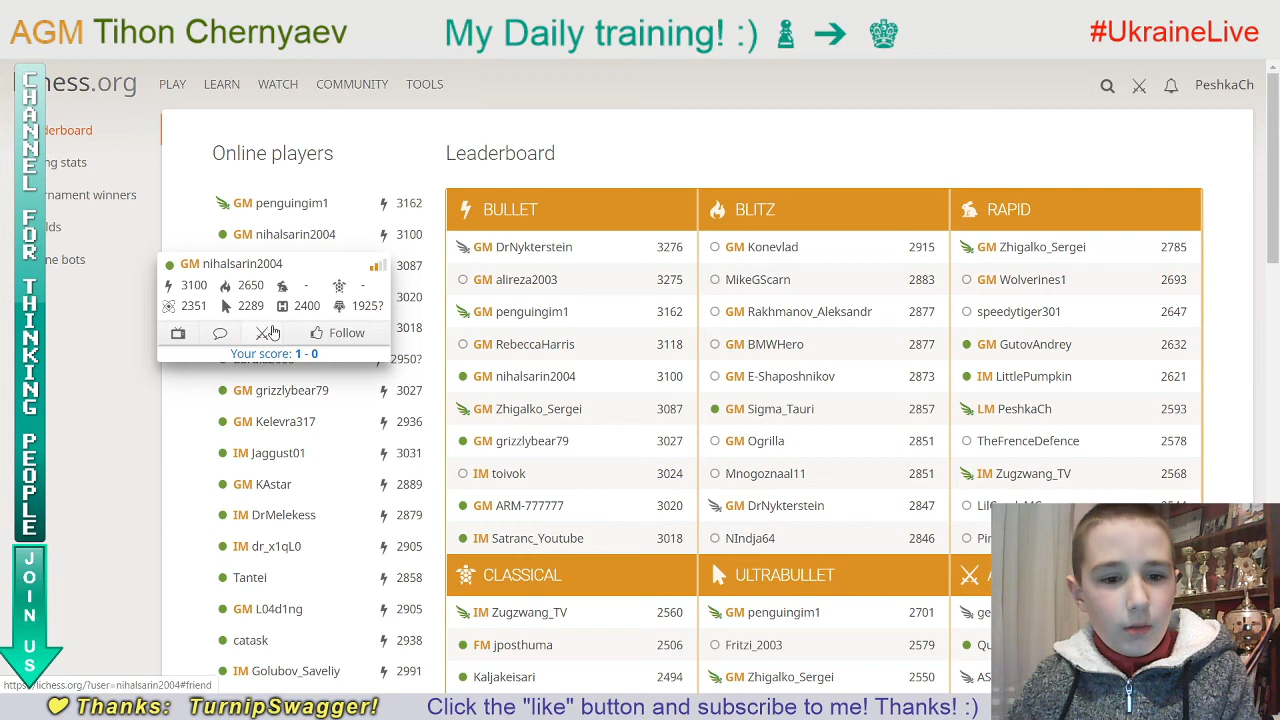 AGM Tihon Chernyaev
My Daily training! :)
#UkraineLive
hess.org
PLAY LEARN WATCH COMMUNITY TOOLS
PeshkaCh
CHANNEL FOR THINKING PEOPLE
JOIN US
derboard
ng stats
rnament winners
lds
ne bots
Online players
GM penguingim1 3162
GM nihalsarin2004 3100
GM nihalsarin2004
3100 2650 - -
2351 2289 2400 1925?
Follow
Your score: 1 - 0
3087
3020
3018
2950?
GM grizzlybear79 3027
GM Kelevra317 2936
IM Jaggust01 3031
GM KAstar 2889
IM DrMelekess 2879
IM dr_x1qL0 2905
Tantei 2858
GM L04d1ng 2905
catask 2938
IM Golubov_Saveliy 2991
Leaderboard
BULLET
GM DrNykterstein 3276
GM alireza2003 3275
GM penguingim1 3162
GM RebeccaHarris 3118
GM nihalsarin2004 3100
GM Zhigalko_Sergei 3087
GM grizzlybear79 3027
IM toivok 3024
GM ARM-777777 3020
IM Satranc_Youtube 3018
BLITZ
GM Konevlad 2915
MikeGScarn 2883
GM Rakhmanov_Aleksandr 2877
GM BMWHero 2877
GM E-Shaposhnikov 2873
GM Sigma_Tauri 2857
GM Ogrilla 2851
Innogoznaal11 2851
GM DrNykterstein 2847
NIndja64 2846
RAPID
GM Zhigalko_Sergei 2785
GM Wolverines1 2693
speedytiger301 2647
GM GutovAndrey 2632
IM LittlePumpkin 2621
LM PeshkaCh 2593
TheFrenceDefence 2578
IM Zugzwang_TV 2568
CLASSICAL
IM Zugzwang_TV 2560
FM jposthuma 2506
Kaljakeisari 2494
ULTRABULLET
GM penguingim1 2701
Fritzi_2003 2579
GM Zhigalko_Sergei 2550
https://lichess.org/?user=nihalsarin2004#friend
Thanks: TurnipSwagger!
Click the "like" button and subscribe to me! Thanks! :)